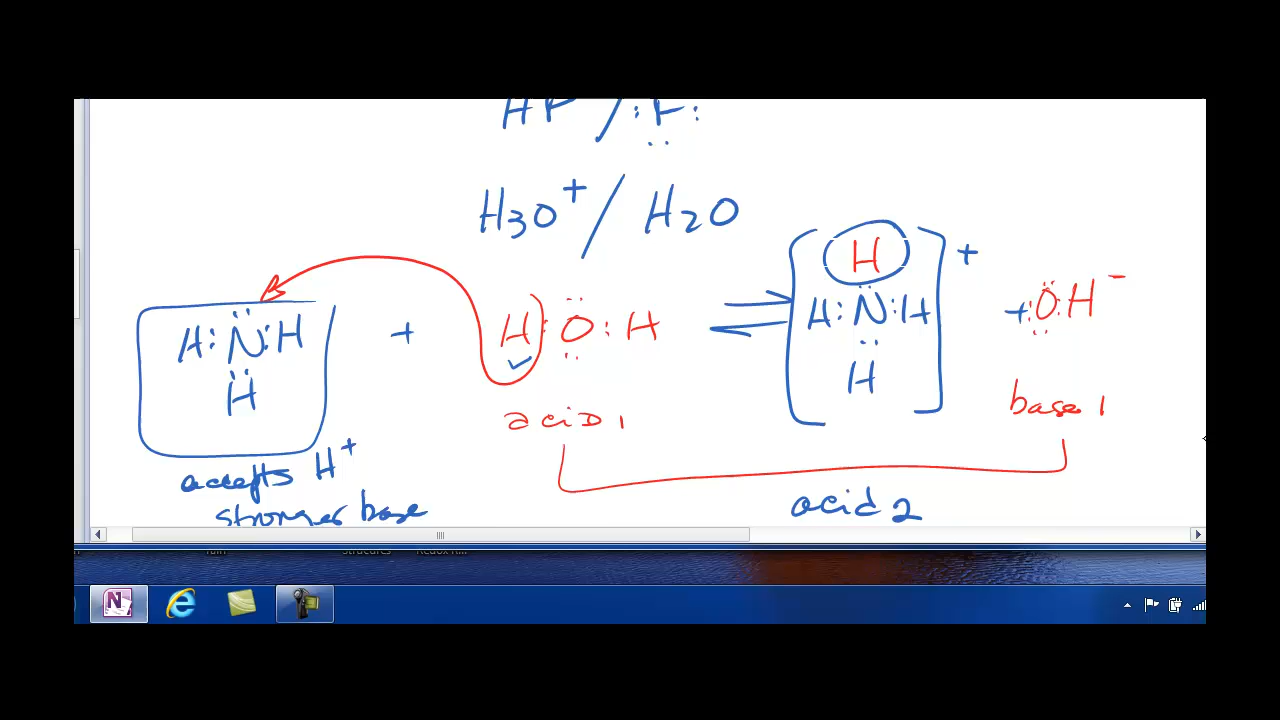 HF / :F:
H3O+ / H2O
H:N:H + H:O:H ⇌ [H:N:H]+ + :OH-
H H H
acid 1 base 1
accepts H+
stronger base
acid 2